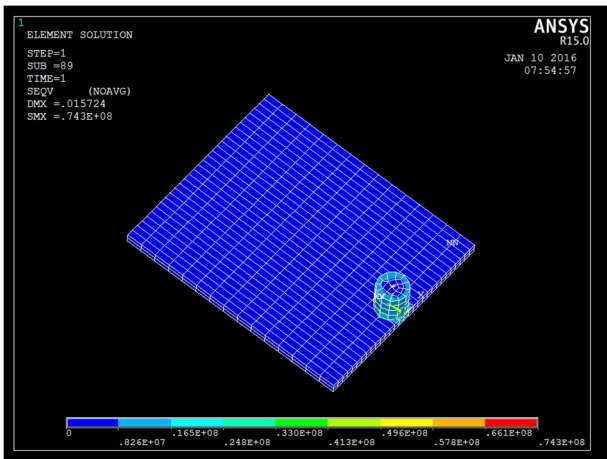 1
ELEMENT SOLUTION
ANSYS
R15.0
STEP=1
SUB =89
TIME=1
SEQV (NOAVG)
DMX =.015724
SMX =.743E+08
JAN 10 2016
07:54:57
MN
X
0 .165E+08 .330E+08 .496E+08 .661E+08
.826E+07 .248E+08 .413E+08 .578E+08 .743E+08